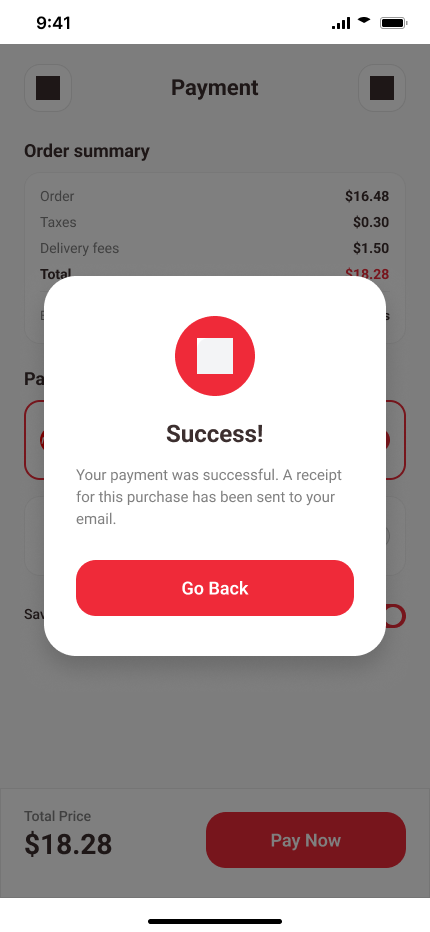 9:41
Payment
Order summary
Order $16.48
Taxes $0.30
Delivery fees $1.50
Total $18.28
Success!
Your payment was successful. A receipt
for this purchase has been sent to your
email.
Go Back
Total Price
$18.28
Pay Now